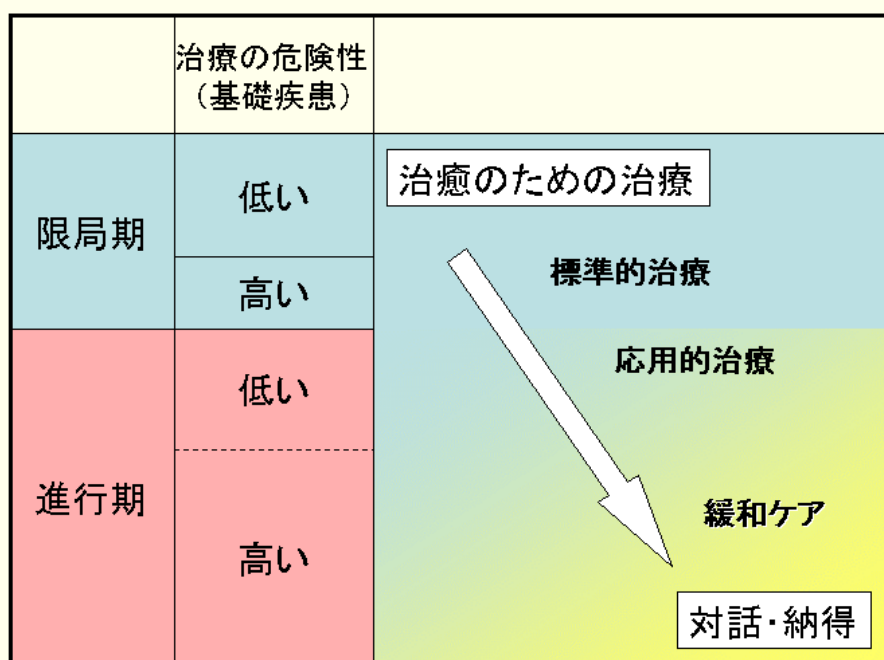 治療の危険性
（基礎疾患）
限局期
低い
治癒のための治療
標準的治療
高い
進行期
低い
応用的治療
高い
緩和ケア
対話・納得